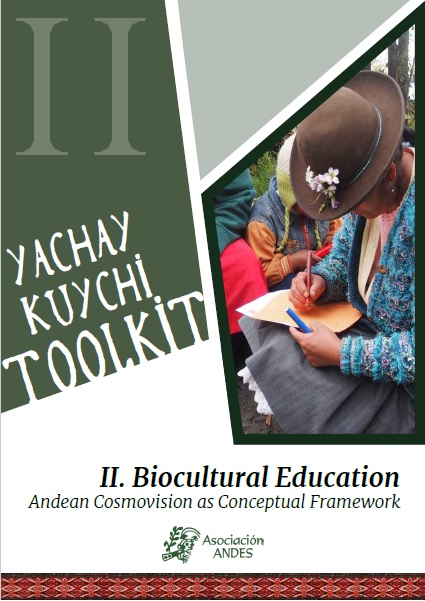 II
YACHAY
KUYCHI
TOOLKIT
II. Biocultural Education
Andean Cosmovision as Conceptual Framework
Asociación
ANDES